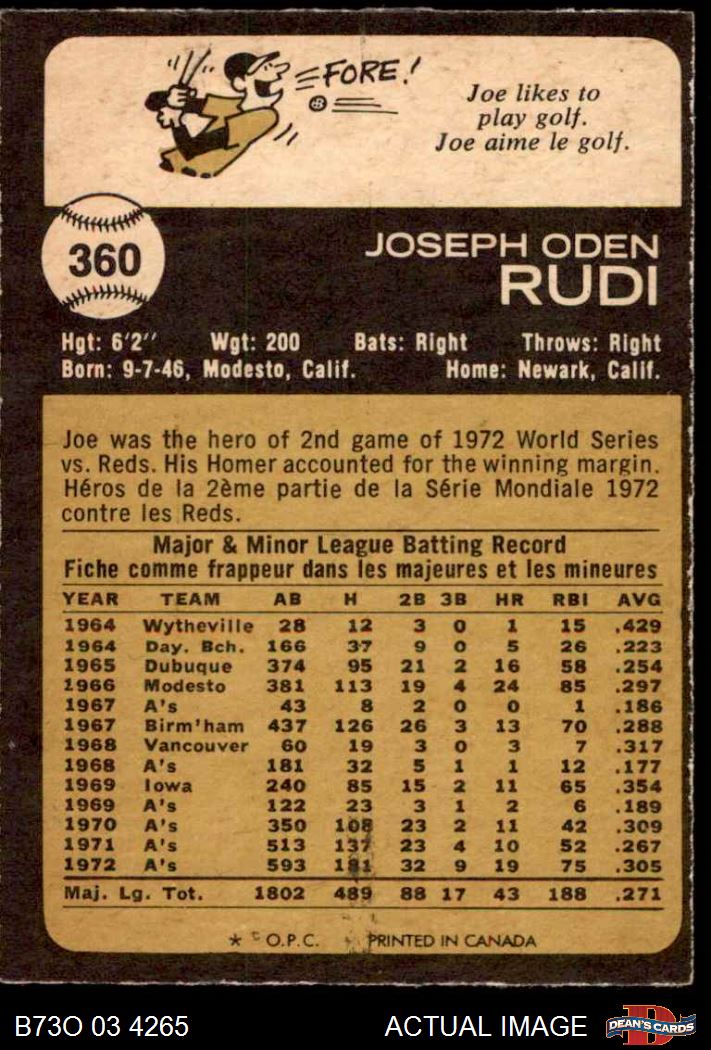 FORE!
Joe likes to
play golf.
Joe aime le golf.
360
JOSEPH ODEN
RUDI
Hgt: 6'2'' Wgt: 200 Bats: Right Throws: Right
Born: 9-7-46, Modesto, Calif. Home: Newark, Calif.
Joe was the hero of 2nd game of 1972 World Series
vs. Reds. His Homer accounted for the winning margin.
Héros de la 2ème partie de la Série Mondiale 1972
contre les Reds.
Major & Minor League Batting Record
Fiche comme frappeur dans les majeures et les mineures
YEAR TEAM AB H 2B 3B HR RBI AVG
1964 Wytheville 28 12 3 0 1 15 .429
1964 Day. Bch. 166 37 9 0 5 26 .223
1965 Dubuque 374 95 21 2 16 58 .254
1966 Modesto 381 113 19 4 24 85 .297
1967 A's 43 8 2 0 0 1 .186
1967 Birm'ham 437 126 26 3 13 70 .288
1968 Vancouver 60 19 3 0 3 7 .317
1968 A's 181 32 5 1 1 12 .177
1969 Iowa 240 85 15 2 11 65 .354
1969 A's 122 23 3 1 2 6 .189
1970 A's 350 108 23 2 11 42 .309
1971 A's 513 137 23 4 10 52 .267
1972 A's 593 181 32 9 19 75 .305
Maj. Lg. Tot. 1802 489 88 17 43 188 .271
* © O.P.C. PRINTED IN CANADA
B73O 03 4265 ACTUAL IMAGE D DEAN'S CARDS